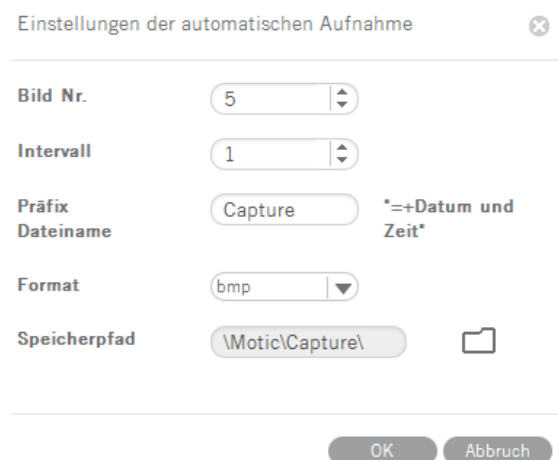 Einstellungen der automatischen Aufnahme
Bild Nr. 5
Intervall 1
Präfix Dateiname Capture "=+Datum und Zeit"
Format bmp
Speicherpfad \Motic\Capture\
OK Abbruch